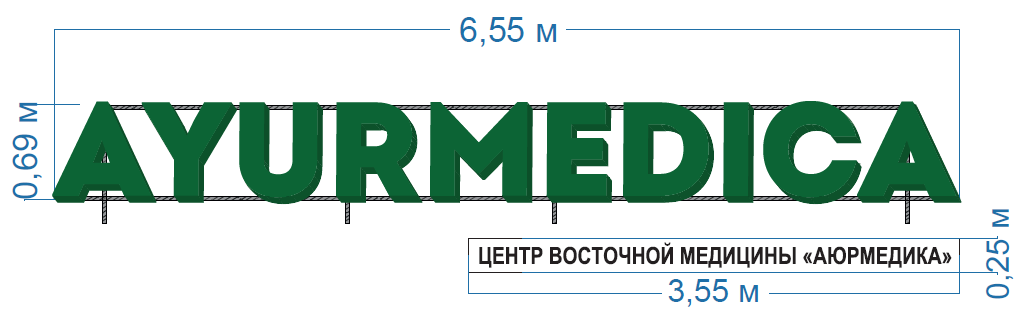 6,55 м
0,69 м
AYURMEDICA
ЦЕНТР ВОСТОЧНОЙ МЕДИЦИНЫ «АЮРМЕДИКА»
0,25 м
3,55 м